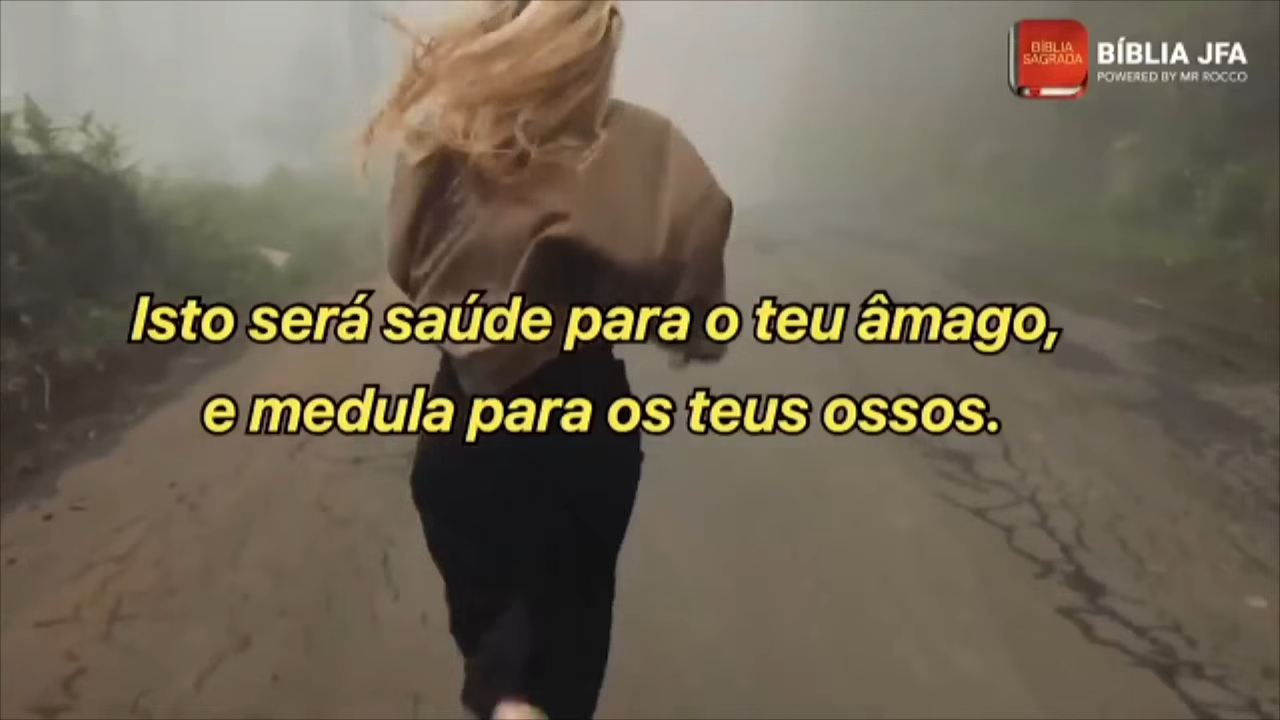 BÍBLIA
SAGRADA
BÍBLIA JFA
POWERED BY MR ROCCO
Isto será saúde para o teu âmago,
e medula para os teus ossos.